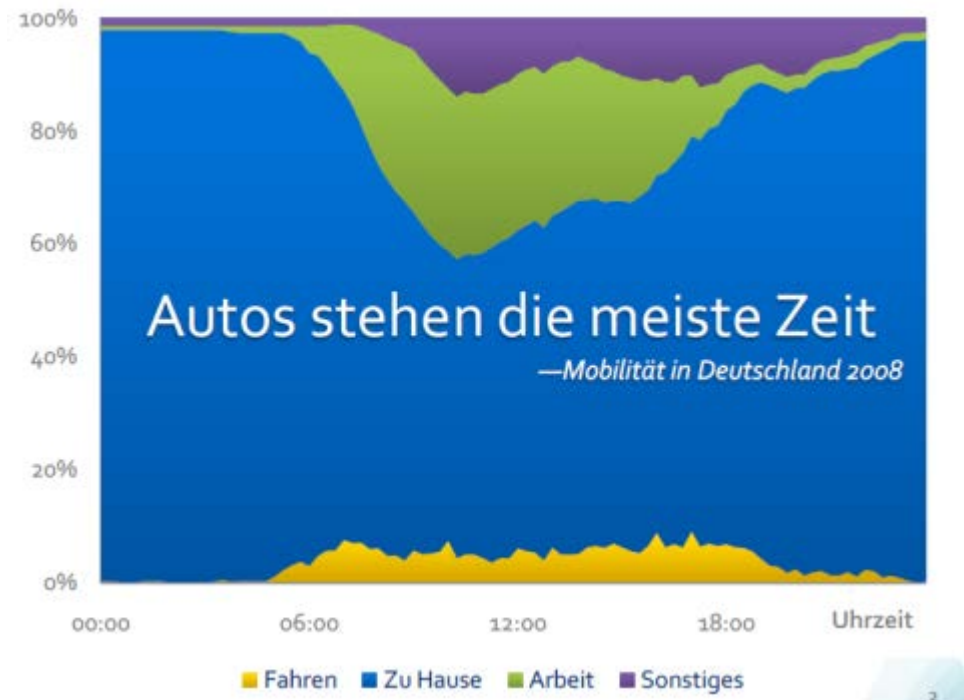 100%
80%
60%
Autos stehen die meiste Zeit
40%
—Mobilität in Deutschland 2008
20%
0%
00:00 06:00 12:00 18:00 Uhrzeit
Fahren Zu Hause Arbeit Sonstiges
3